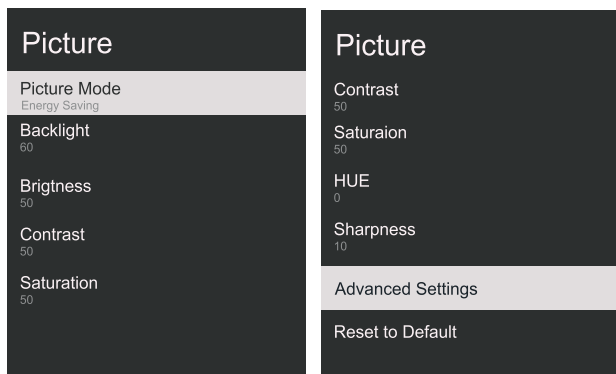 Picture
Picture Mode
Energy Saving
Backlight
60
Brigtness
50
Contrast
50
Saturation
50
Picture
Contrast
50
Saturaion
50
HUE
0
Sharpness
10
Advanced Settings
Reset to Default